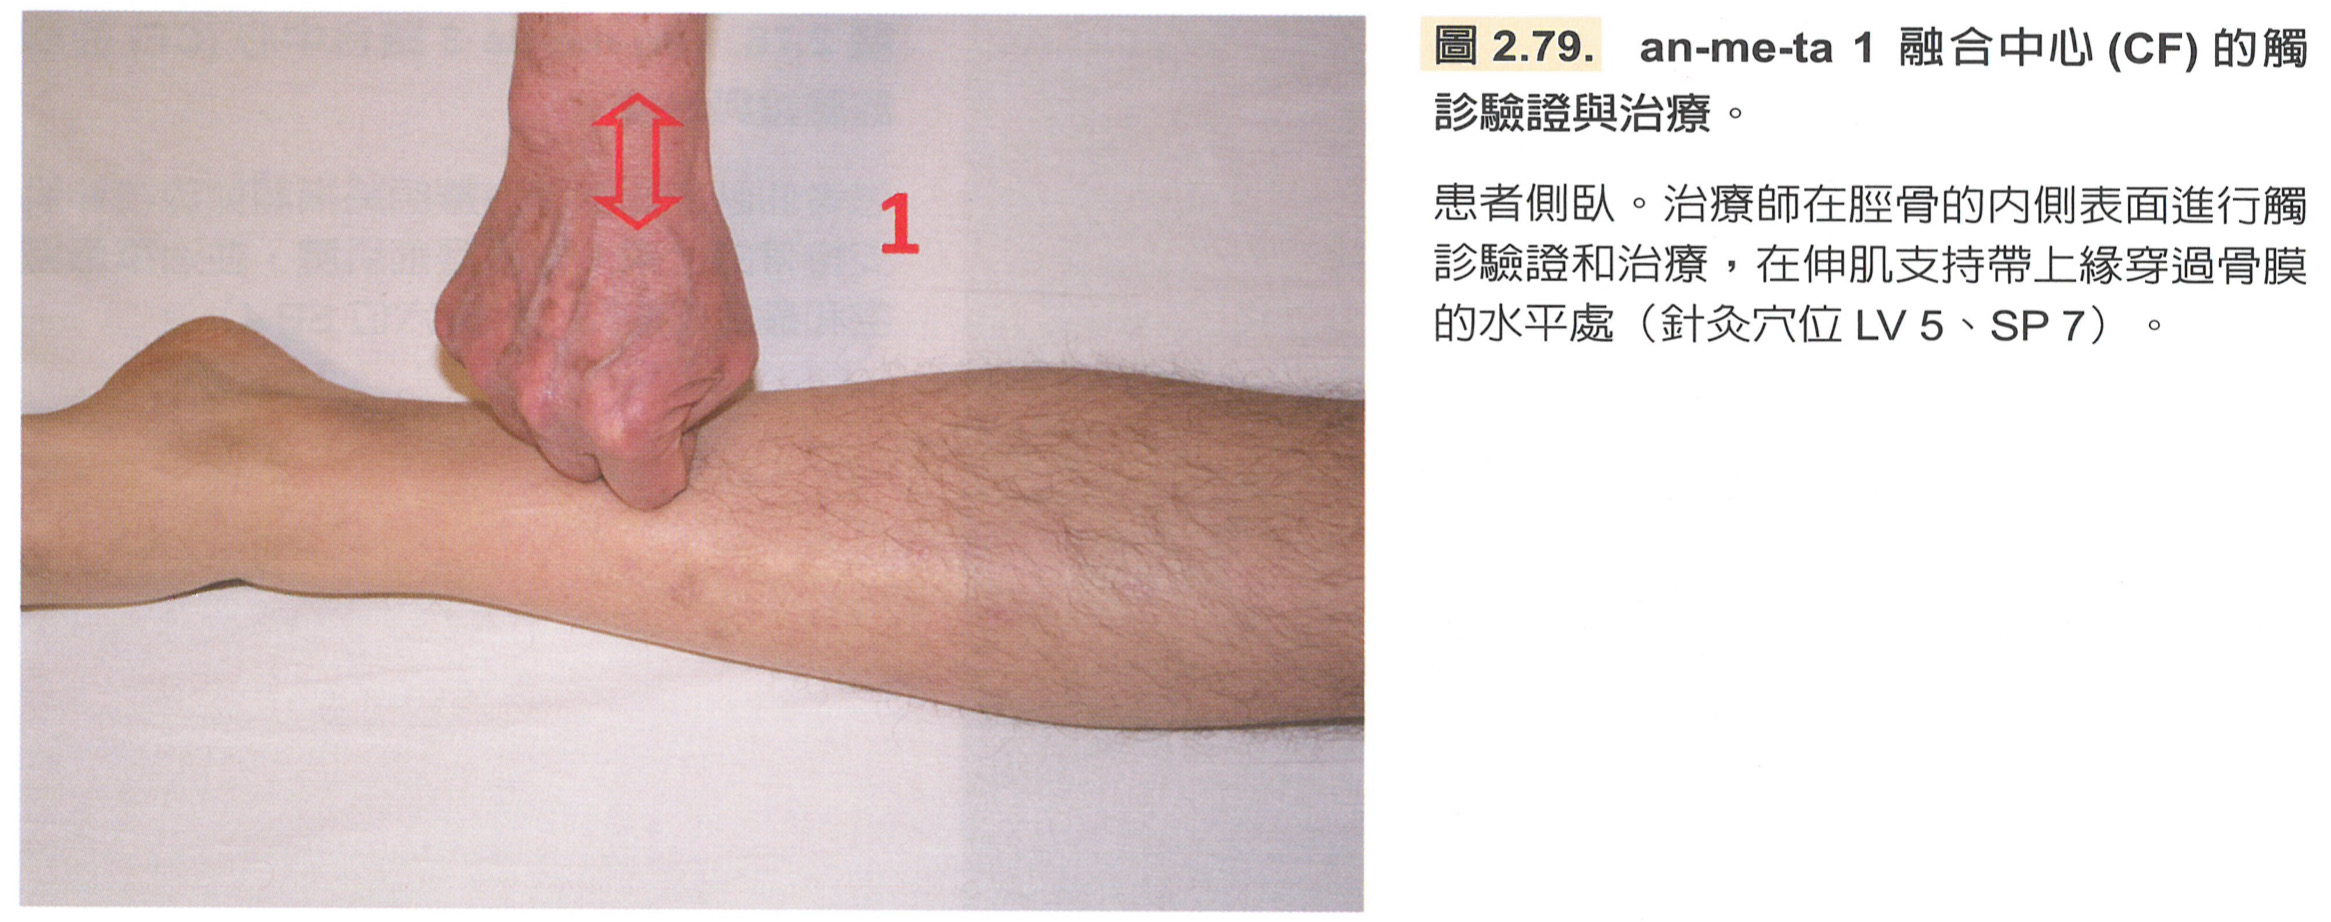 1
圖 2.79. an-me-ta 1 融合中心 (CF) 的觸
診驗證與治療。
患者側臥。治療師在脛骨的內側表面進行觸
診驗證和治療，在伸肌支持帶上緣穿過骨膜
的水平處（針灸穴位 LV 5、SP 7）。